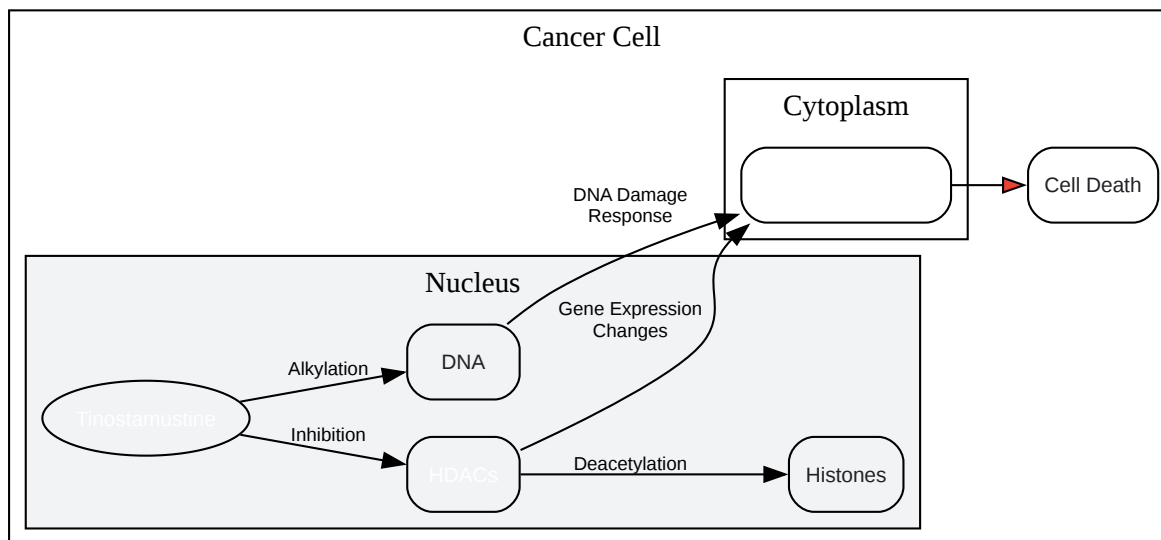 Cancer Cell
Cytoplasm
Cell Death
DNA Damage
Response
Nucleus
Gene Expression
Changes
DNA
Alkylation
Tinostamustine
Inhibition
HDACs
Deacetylation
Histones